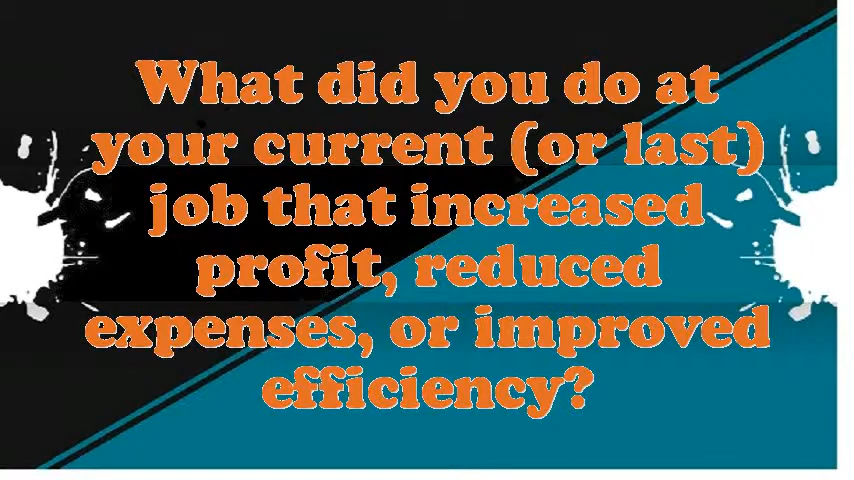 What did you do at
your current (or last)
job that increased
profit, reduced
expenses, or improved
efficiency?